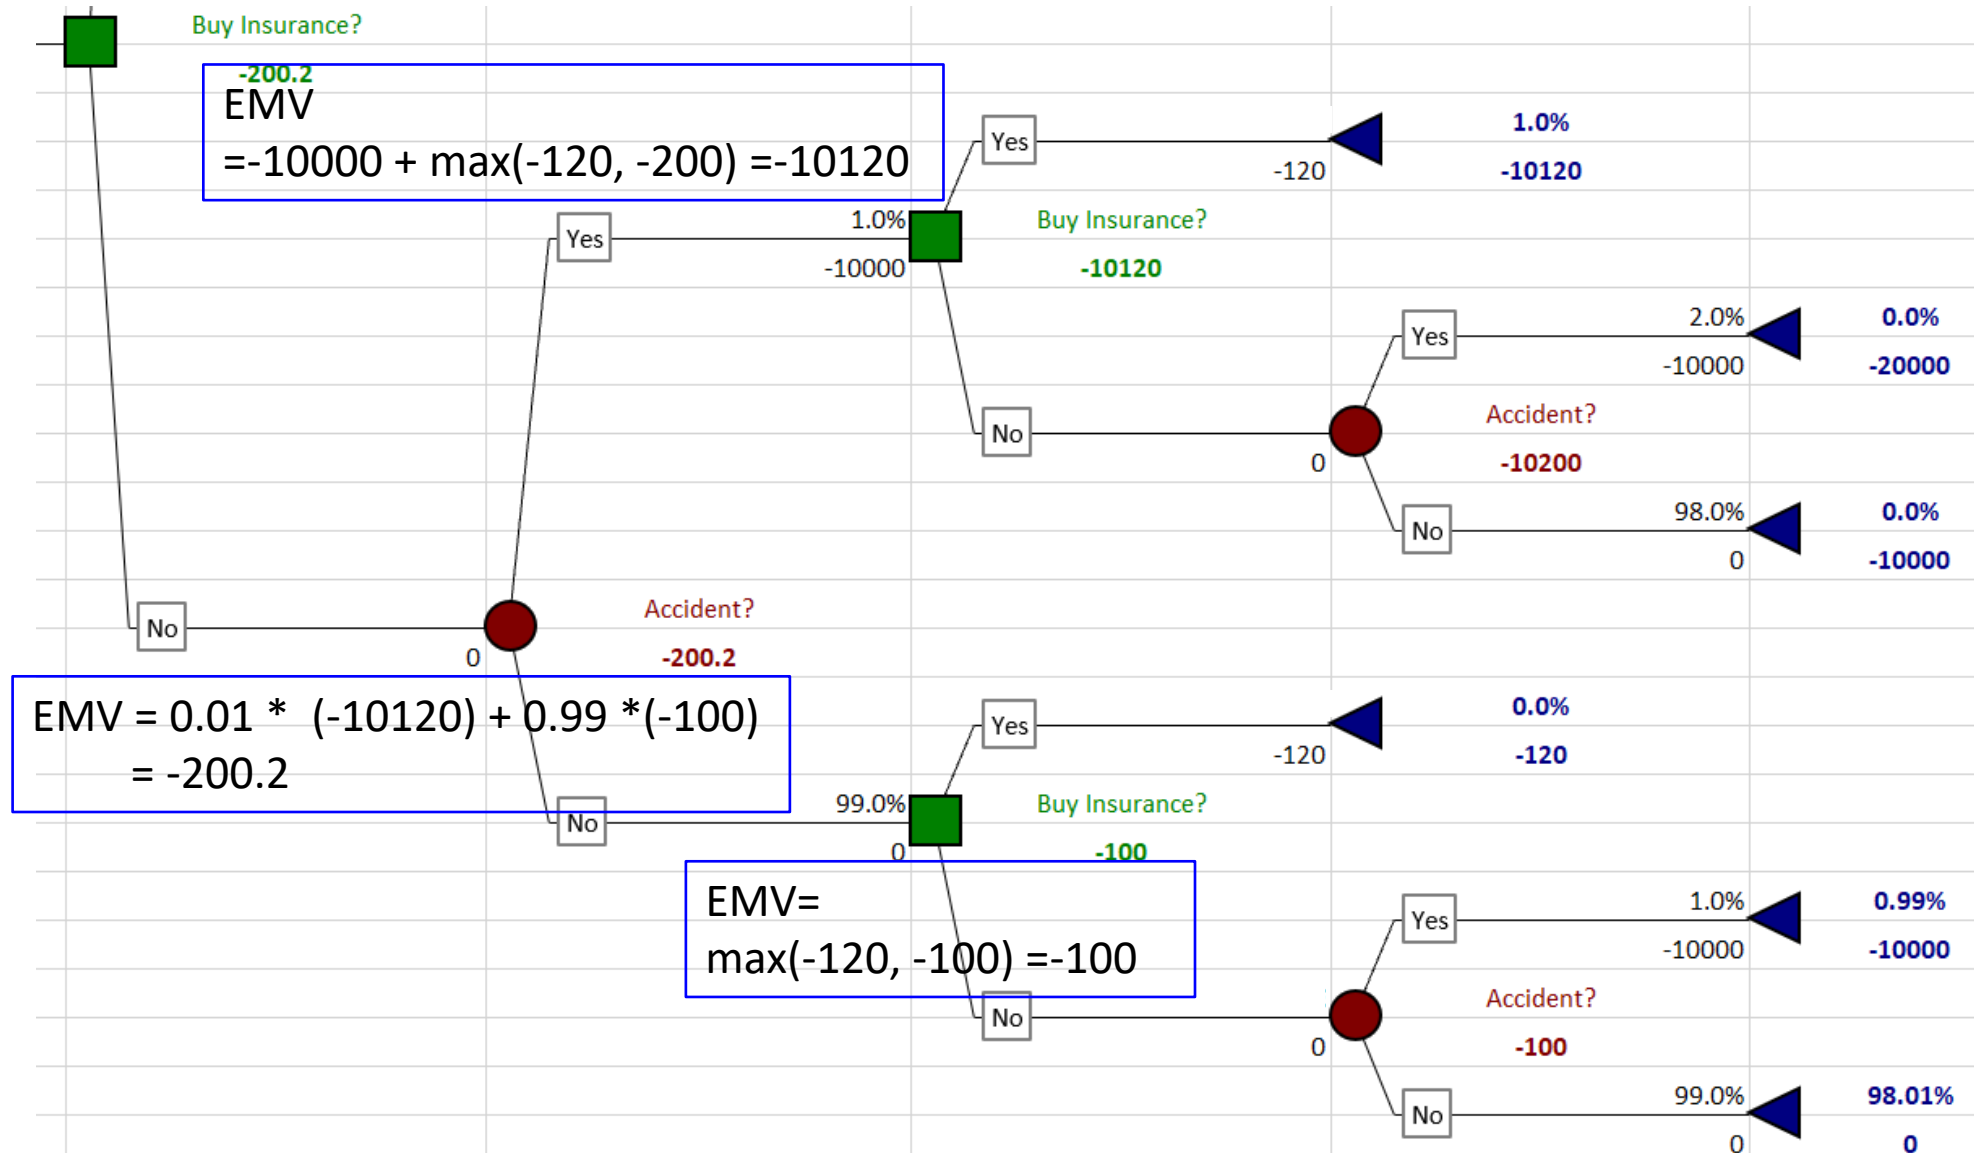 Buy Insurance?
-200.2
EMV
=-10000 + max(-120, -200) =-10120
Yes
1.0%
-120
-10120
Yes
1.0%
Buy Insurance?
-10000
-10120
Yes
2.0%
0.0%
-10000
-20000
Accident?
No
0
-10200
No
98.0%
0.0%
0
-10000
No
Accident?
0
-200.2
EMV = 0.01 * (-10120) + 0.99 *(-100)
= -200.2
Yes
0.0%
-120
-120
No
99.0%
Buy Insurance?
0
-100
EMV=
max(-120, -100) =-100
Yes
1.0%
0.99%
-10000
-10000
Accident?
No
0
-100
No
99.0%
98.01%
0
0